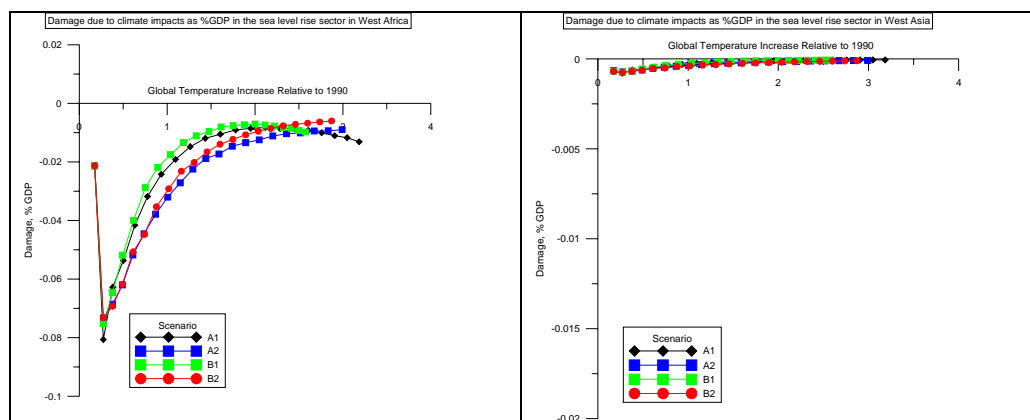 Damage due to climate impacts as %GDP in the sea level rise sector in West Africa
0.02
Global Temperature Increase Relative to 1990
0
0
1
2
3
4
-0.02
-0.04
-0.06
-0.08
-0.1
Damage, % GDP
Scenario
A1
A2
B1
B2
Damage due to climate impacts as %GDP in the sea level rise sector in West Asia
Global Temperature Increase Relative to 1990
0
0
1
2
3
4
-0.005
-0.01
-0.015
-0.02
Damage, % GDP
Scenario
A1
A2
B1
B2